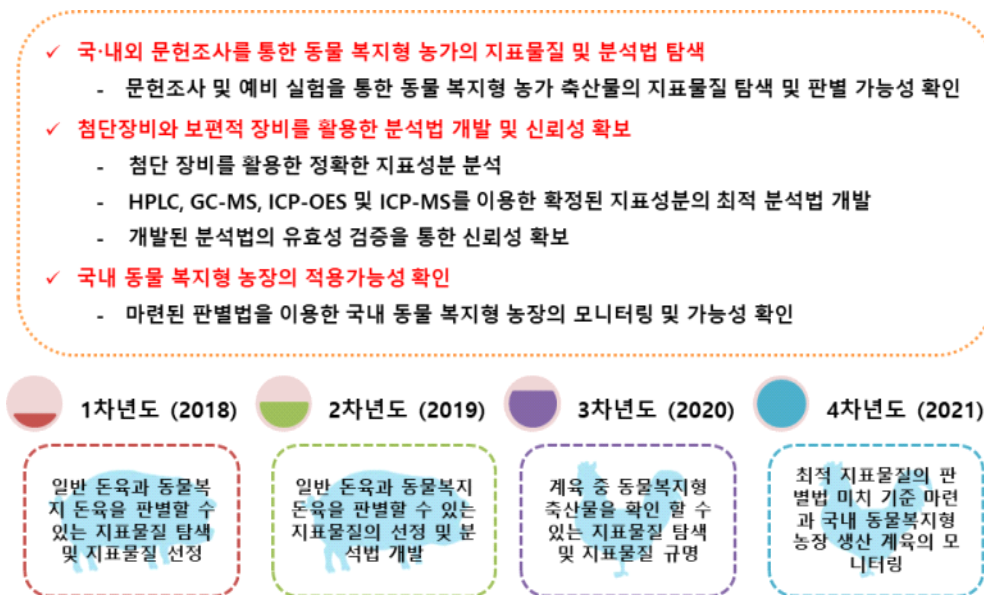 ✓ 국·내외 문헌조사를 통한 동물 복지형 농가의 지표물질 및 분석법 탐색
- 문헌조사 및 예비 실험을 통한 동물 복지형 농가 축산물의 지표물질 탐색 및 판별 가능성 확인
✓ 첨단장비와 보편적 장비를 활용한 분석법 개발 및 신뢰성 확보
- 첨단 장비를 활용한 정확한 지표성분 분석
- HPLC, GC-MS, ICP-OES 및 ICP-MS를 이용한 확정된 지표성분의 최적 분석법 개발
- 개발된 분석법의 유효성 검증을 통한 신뢰성 확보
✓ 국내 동물 복지형 농장의 적용가능성 확인
- 마련된 판별법을 이용한 국내 동물 복지형 농장의 모니터링 및 가능성 확인
1차년도 (2018)
일반 돈육과 동물복
지 돈육을 판별할 수
있는 지표물질 탐색
및 지표물질 선정
2차년도 (2019)
일반 돈육과 동물복지
돈육을 판별할 수 있는
지표물질의 선정 및 분
석법 개발
3차년도 (2020)
계육 중 동물복지형
축산물을 확인 할 수
있는 지표물질 탐색
및 지표물질 규명
4차년도 (2021)
최적 지표물질의 판
별법 미치 기준 마련
과 국내 동물복지형
농장 생산 계육의 모
니터링